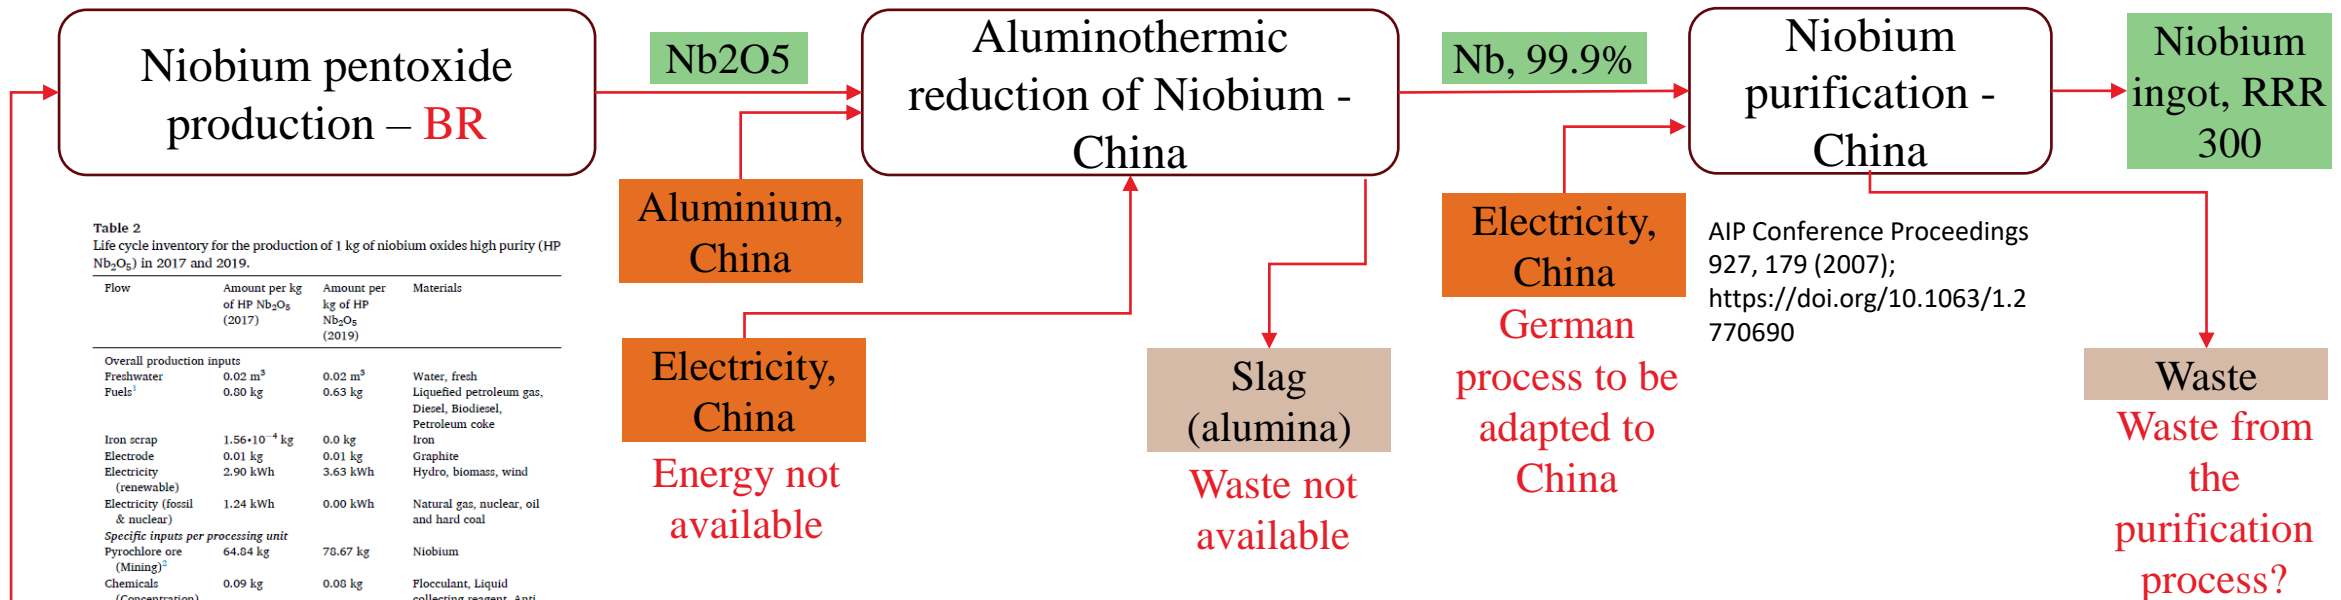 Niobium pentoxide
production – BR
Nb2O5
Aluminothermic
reduction of Niobium -
China
Nb, 99.9%
Niobium
purification -
China
Niobium
ingot, RRR
300
Aluminium,
China
Electricity,
China
Energy not
available
Slag
(alumina)
Waste not
available
Electricity,
China
German
process to be
adapted to
China
AIP Conference Proceedings
927, 179 (2007);
https://doi.org/10.1063/1.2
770690
Waste
Waste from
the
purification
process?
Table 2
Life cycle inventory for the production of 1 kg of niobium oxides high purity (HP
Nb₂O₅) in 2017 and 2019.
Flow Amount per kg Amount per Materials
of HP Nb₂O₅ kg of HP
(2017) Nb₂O₅
(2019)
Overall production inputs
Freshwater 0.02 m³ 0.02 m³ Water, fresh
Fuels¹ 0.80 kg 0.63 kg Liquefied petroleum gas,
Diesel, Biodiesel,
Petroleum coke
Iron scrap 1.56•10⁻⁴ kg 0.0 kg Iron
Electrode 0.01 kg 0.01 kg Graphite
Electricity 2.90 kWh 3.63 kWh Hydro, biomass, wind
(renewable)
Electricity (fossil 1.24 kWh 0.00 kWh Natural gas, nuclear, oil
& nuclear) and hard coal
Specific inputs per processing unit
Pyrochlore ore 64.84 kg 78.67 kg Niobium
(Mining)²
Chemicals 0.09 kg 0.08 kg Flocculant, Liquid
(Concentration) collecting reagent, Anti